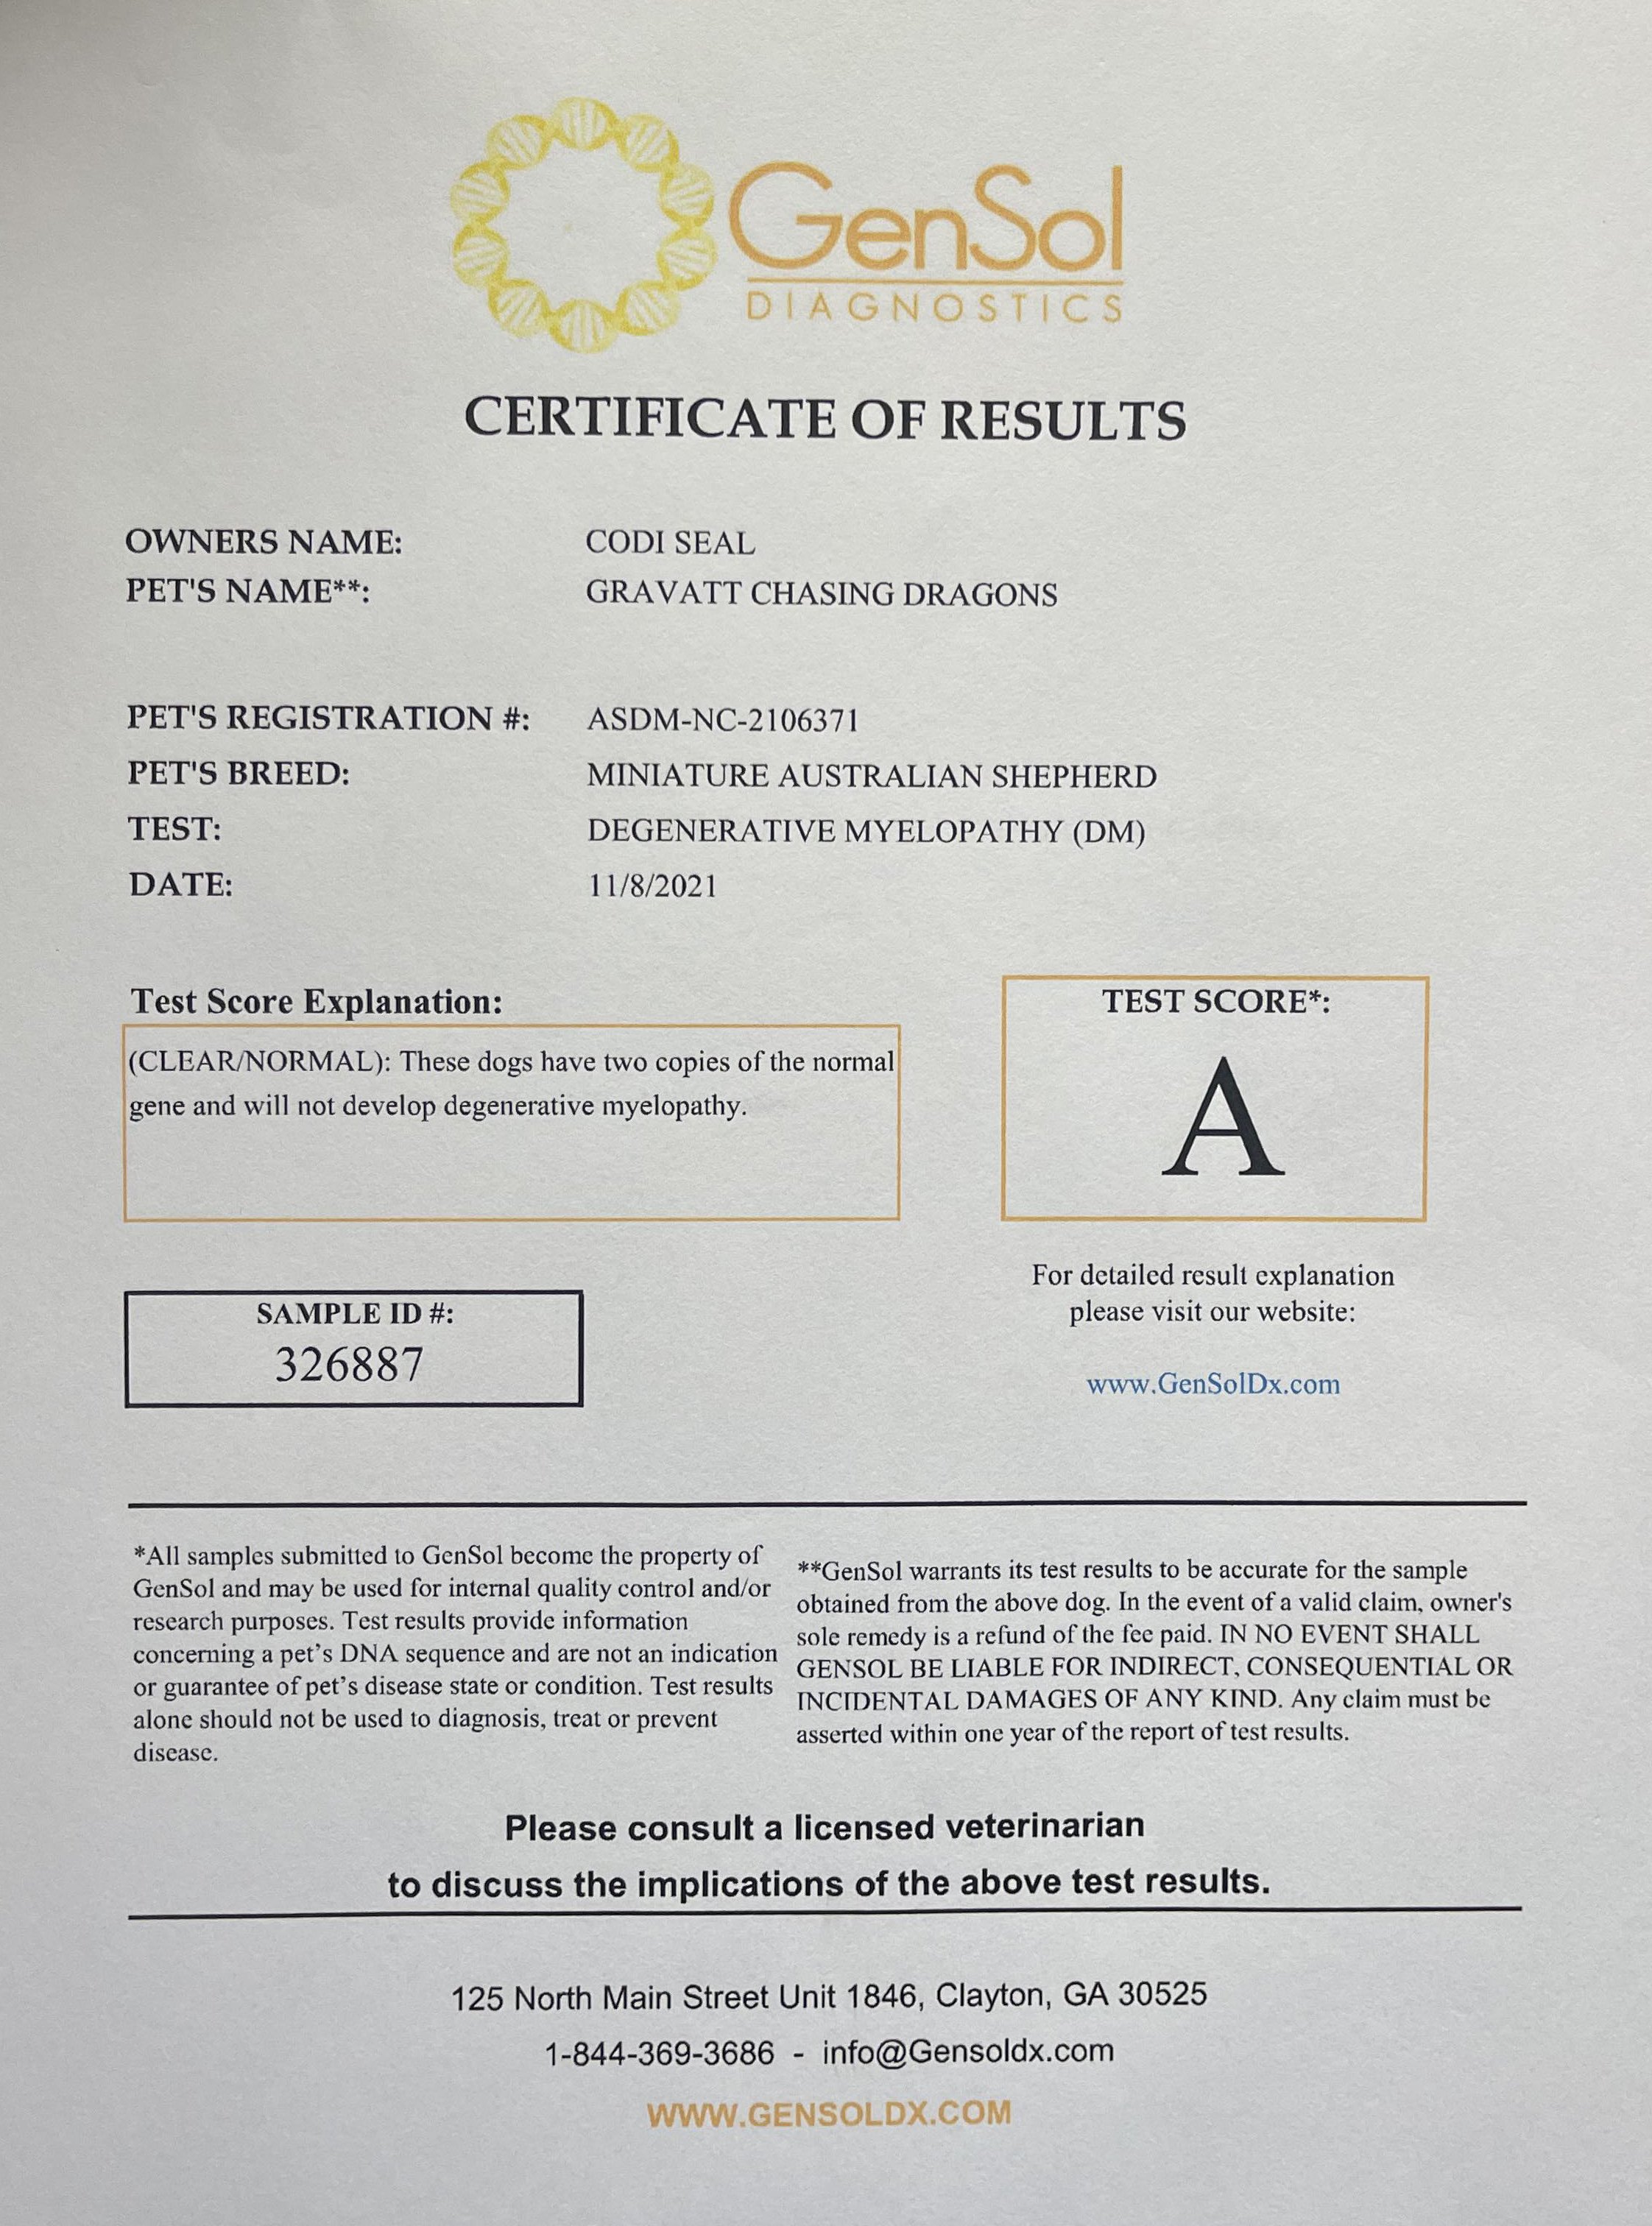 GenSol
DIAGNOSTICS
CERTIFICATE OF RESULTS
OWNERS NAME: CODI SEAL
PET'S NAME**: GRAVATT CHASING DRAGONS
PET'S REGISTRATION #: ASDM-NC-2106371
PET'S BREED: MINIATURE AUSTRALIAN SHEPHERD
TEST: DEGENERATIVE MYELOPATHY (DM)
DATE: 11/8/2021
Test Score Explanation:
(CLEAR/NORMAL): These dogs have two copies of the normal
gene and will not develop degenerative myelopathy.
TEST SCORE*:
A
SAMPLE ID #:
326887
For detailed result explanation
please visit our website:
www.GenSolDx.com
*All samples submitted to GenSol become the property of
GenSol and may be used for internal quality control and/or
research purposes. Test results provide information
concerning a pet’s DNA sequence and are not an indication
or guarantee of pet’s disease state or condition. Test results
alone should not be used to diagnosis, treat or prevent
disease.
**GenSol warrants its test results to be accurate for the sample
obtained from the above dog. In the event of a valid claim, owner's
sole remedy is a refund of the fee paid. IN NO EVENT SHALL
GENSOL BE LIABLE FOR INDIRECT, CONSEQUENTIAL OR
INCIDENTAL DAMAGES OF ANY KIND. Any claim must be
asserted within one year of the report of test results.
Please consult a licensed veterinarian
to discuss the implications of the above test results.
125 North Main Street Unit 1846, Clayton, GA 30525
1-844-369-3686 - info@Gensoldx.com
WWW.GENSOLDX.COM